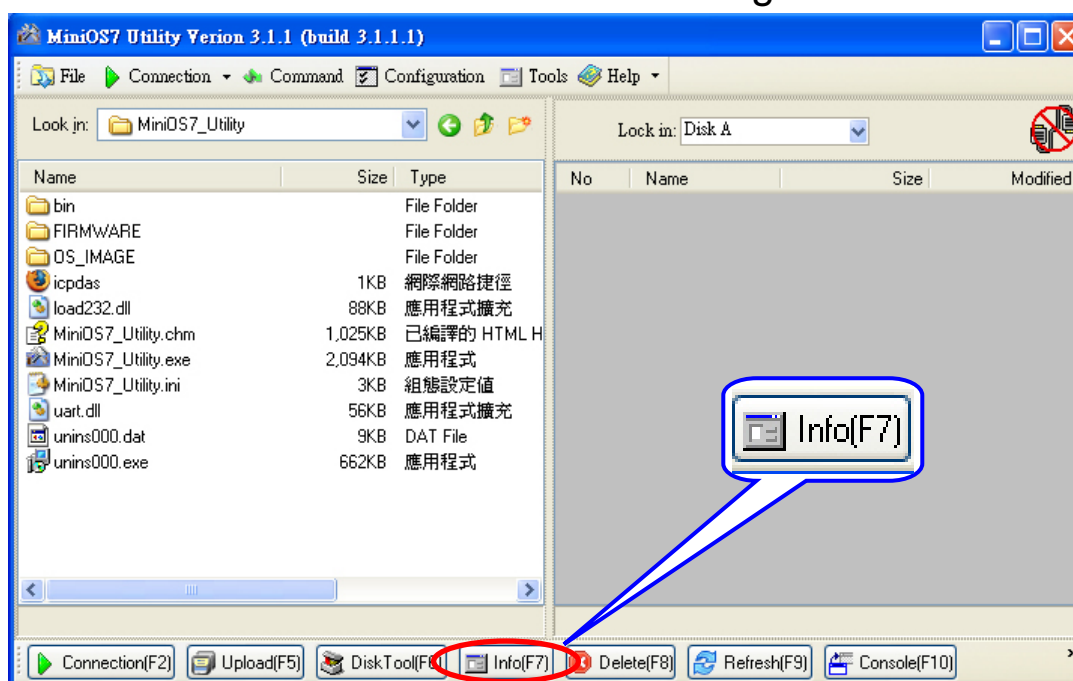 MiniOS7 Utility Verion 3.1.1 (build 3.1.1.1)
File Connection Command Configuration Tools Help
Look in: MiniOS7_Utility
Lock in: Disk A
Name Size Type
No Name Size Modified
bin File Folder
FIRMWARE File Folder
OS_IMAGE File Folder
icpdas 1KB 網際網路捷徑
load232.dll 88KB 應用程式擴充
MiniOS7_Utility.chm 1,025KB 已編譯的 HTML H
MiniOS7_Utility.exe 2,094KB 應用程式
MiniOS7_Utility.ini 3KB 組態設定值
uart.dll 56KB 應用程式擴充
unins000.dat 9KB DAT File
unins000.exe 662KB 應用程式
Info(F7)
Connection(F2) Upload(F5) DiskTool(F6) Info(F7) Delete(F8) Refresh(F9) Console(F10)